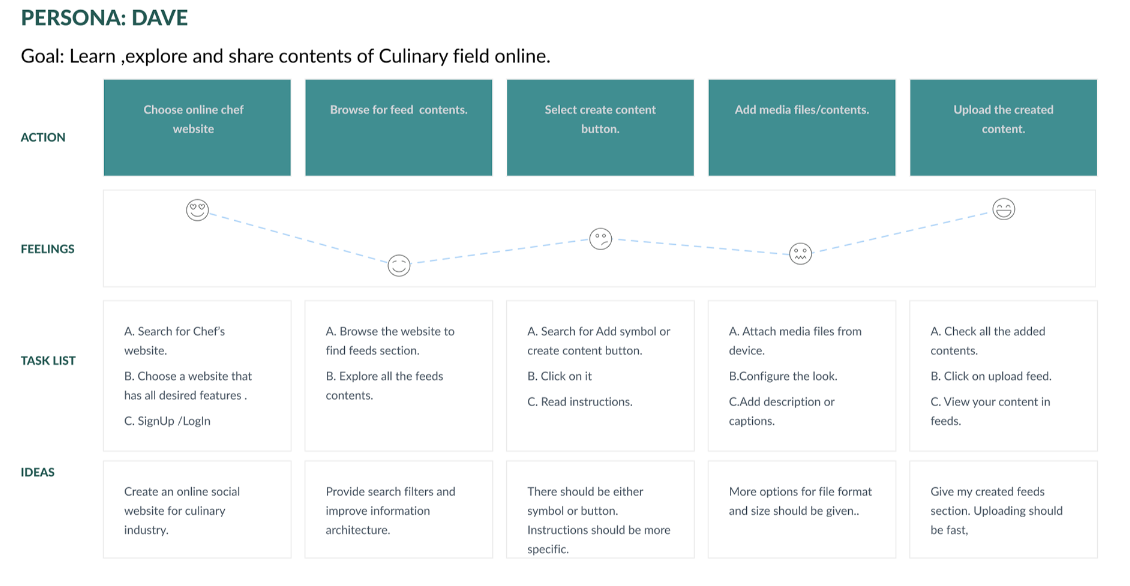 PERSONA: DAVE
Goal: Learn ,explore and share contents of Culinary field online.
ACTION
Choose online chef
website
Browse for feed contents.
Select create content
button.
Add media files/contents.
Upload the created
content.
FEELINGS
TASK LIST
A. Search for Chef's
website.
B. Choose a website that
has all desired features .
C. SignUp /LogIn
A. Browse the website to
find feeds section.
B. Explore all the feeds
contents.
A. Search for Add symbol or
create content button.
B. Click on it
C. Read instructions.
A. Attach media files from
device.
B.Configure the look.
C.Add description or
captions.
A. Check all the added
contents.
B. Click on upload feed.
C. View your content in
feeds.
IDEAS
Create an online social
website for culinary
industry.
Provide search filters and
improve information
architecture.
There should be either
symbol or button.
Instructions should be more
specific.
More options for file format
and size should be given..
Give my created feeds
section. Uploading should
be fast,